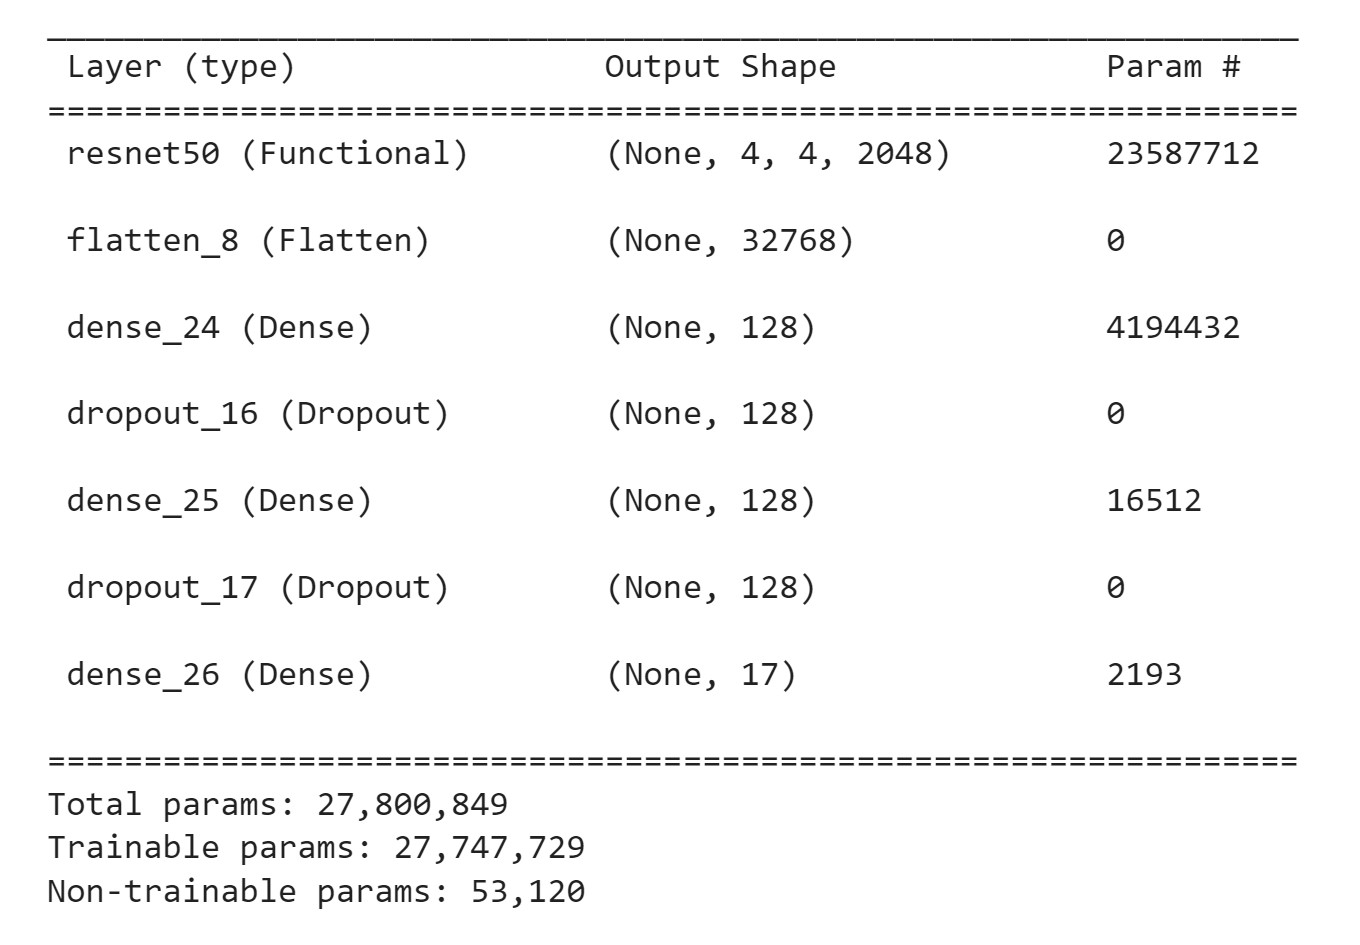 _________________________________________________________________
Layer (type) Output Shape Param #
=================================================================
resnet50 (Functional) (None, 4, 4, 2048) 23587712
flatten_8 (Flatten) (None, 32768) 0
dense_24 (Dense) (None, 128) 4194432
dropout_16 (Dropout) (None, 128) 0
dense_25 (Dense) (None, 128) 16512
dropout_17 (Dropout) (None, 128) 0
dense_26 (Dense) (None, 17) 2193
=================================================================
Total params: 27,800,849
Trainable params: 27,747,729
Non-trainable params: 53,120